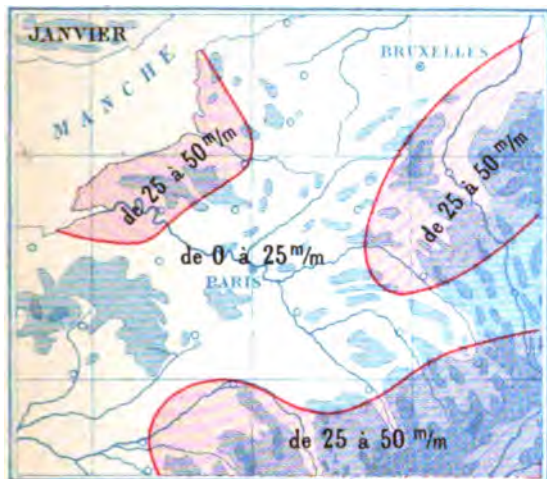 JANVIER
MANCHE
BRUXELLES
de 25 à 50 m/m
de 25 à 50 m/m
de 0 à 25 m/m
PARIS
de 25 à 50 m/m